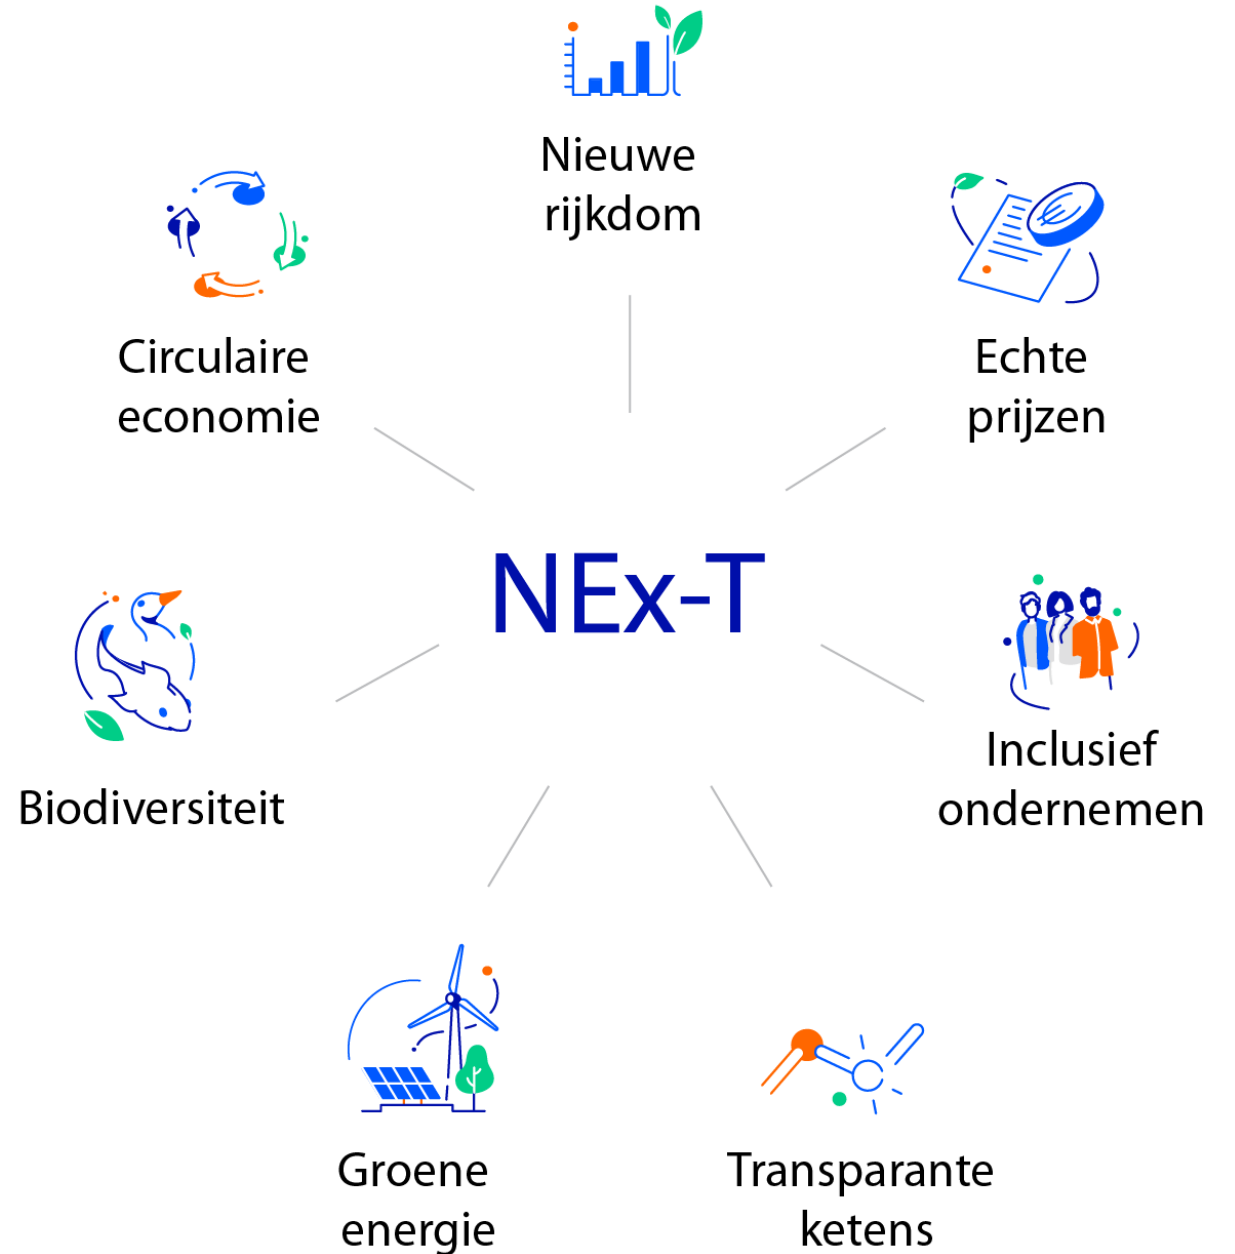 Nieuwe
rijkdom
Circulaire
economie
Echte
prijzen
NEx-T
Biodiversiteit
Inclusief
ondernemen
Groene
energie
Transparante
ketens